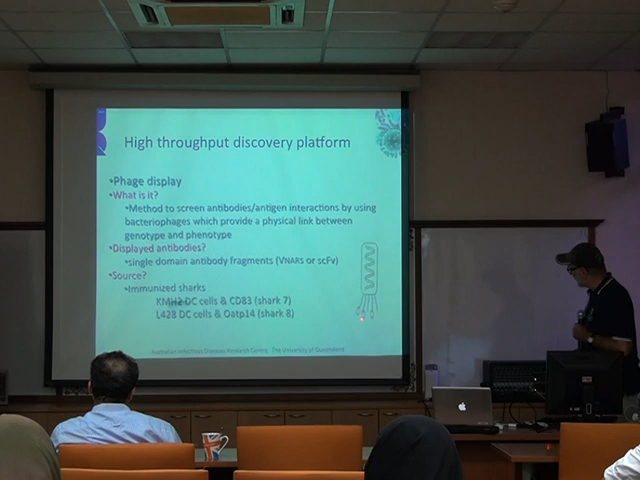 High throughput discovery platform
•Phage display
•What is it?
•Method to screen antibodies/antigen interactions by using
bacteriophages which provide a physical link between
genotype and phenotype
•Displayed antibodies?
•single domain antibody fragments (VNARs or scFv)
•Source?
•Immunized sharks
KMH2 DC cells & CD83 (shark 7)
L428 DC cells & Oatp14 (shark 8)
Australian Infectious Diseases Research Centre, The University of Queensland